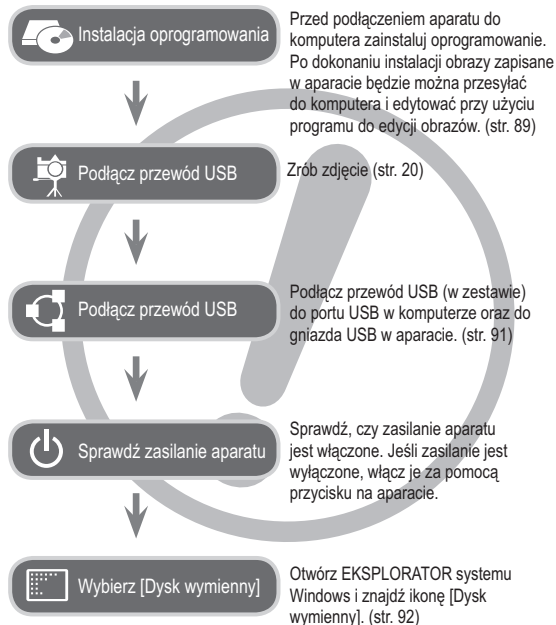 Instalacja oprogramowania
Przed podłączeniem aparatu do
komputera zainstaluj oprogramowanie.
Po dokonaniu instalacji obrazy zapisane
w aparacie będzie można przesyłać
do komputera i edytować przy użyciu
programu do edycji obrazów. (str. 89)
Podłącz przewód USB
Zrób zdjęcie (str. 20)
Podłącz przewód USB
Podłącz przewód USB (w zestawie)
do portu USB w komputerze oraz do
gniazda USB w aparacie. (str. 91)
Sprawdź zasilanie aparatu
Sprawdź, czy zasilanie aparatu
jest włączone. Jeśli zasilanie jest
wyłączone, włącz je za pomocą
przycisku na aparacie.
Wybierz [Dysk wymienny]
Otwórz EKSPLORATOR systemu
Windows i znajdź ikonę [Dysk
wymienny]. (str. 92)